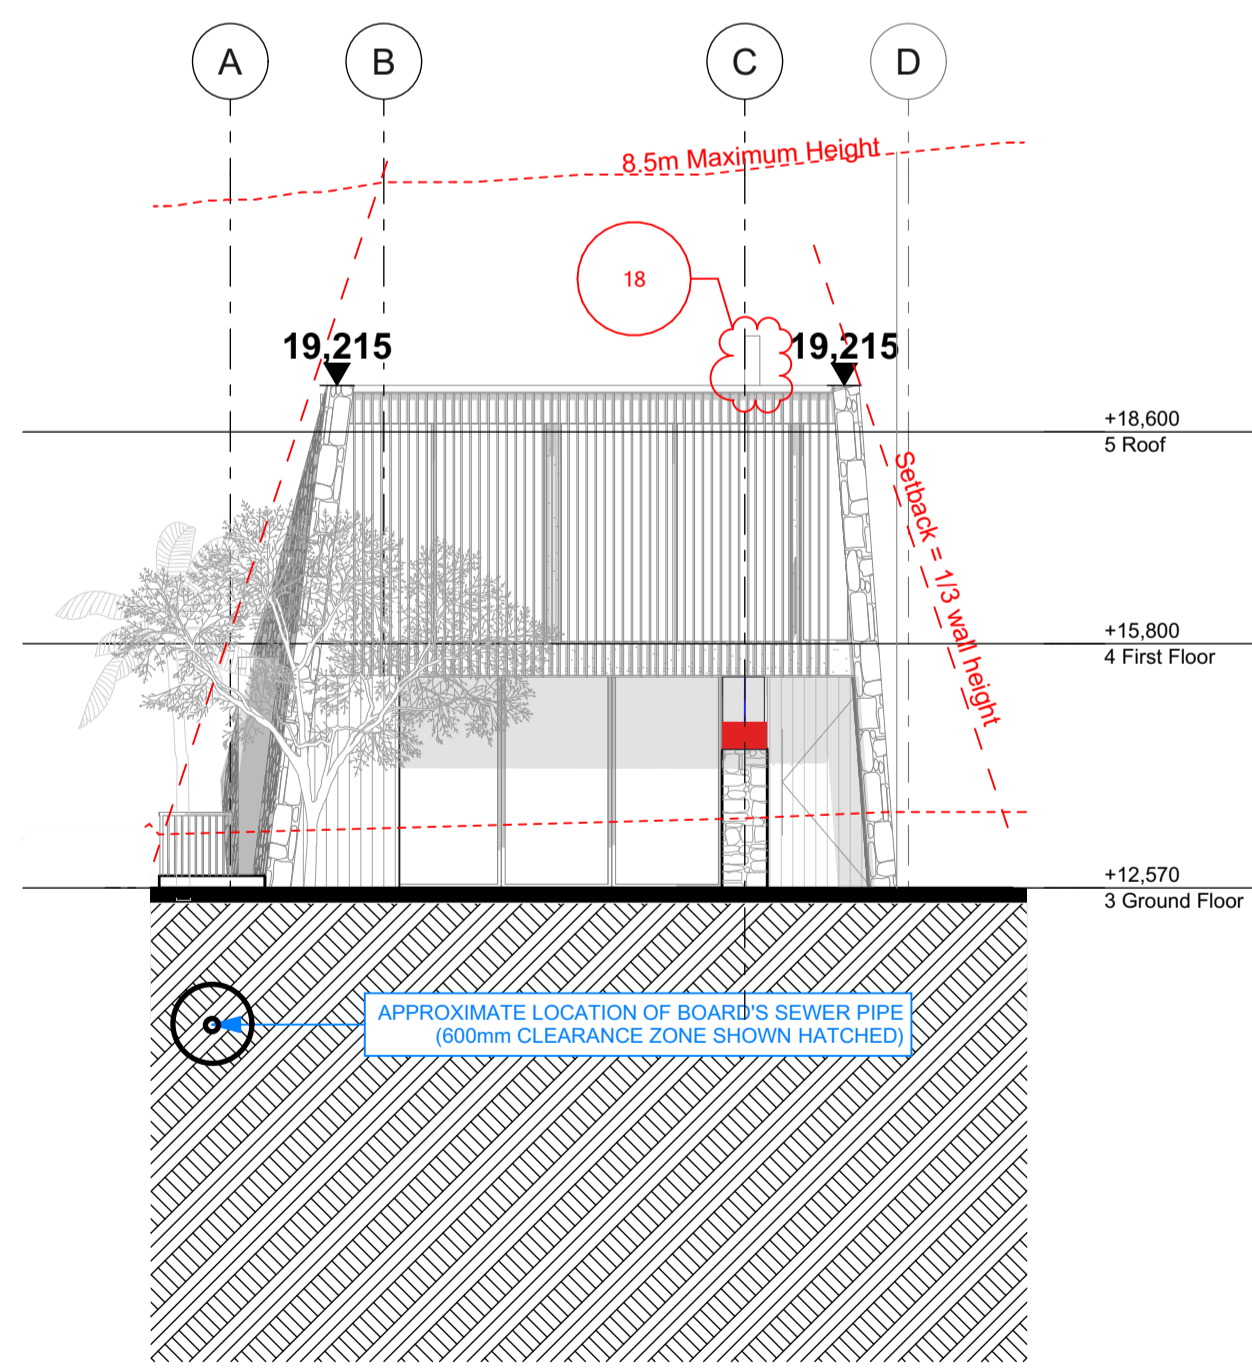 A
B
C
D
8.5m Maximum Height
18
19,215
19,215
+18,600
5 Roof
Setback = 1/3 wall height
+15,800
4 First Floor
+12,570
3 Ground Floor
APPROXIMATE LOCATION OF BOARD'S SEWER PIPE
(600mm CLEARANCE ZONE SHOWN HATCHED)